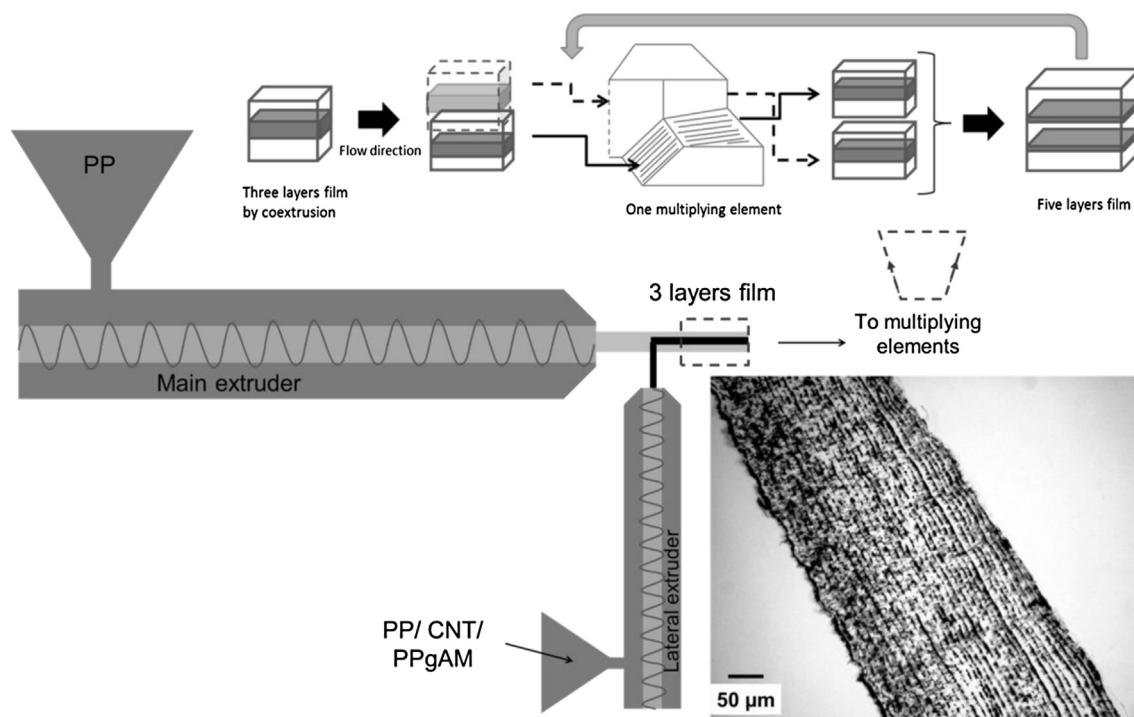 Flow direction
Three layers film
by coextrusion
One multiplying element
Five layers film
PP
3 layers film
To multiplying
elements
Main extruder
Lateral extruder
PP/ CNT/
PPgAM
50 µm